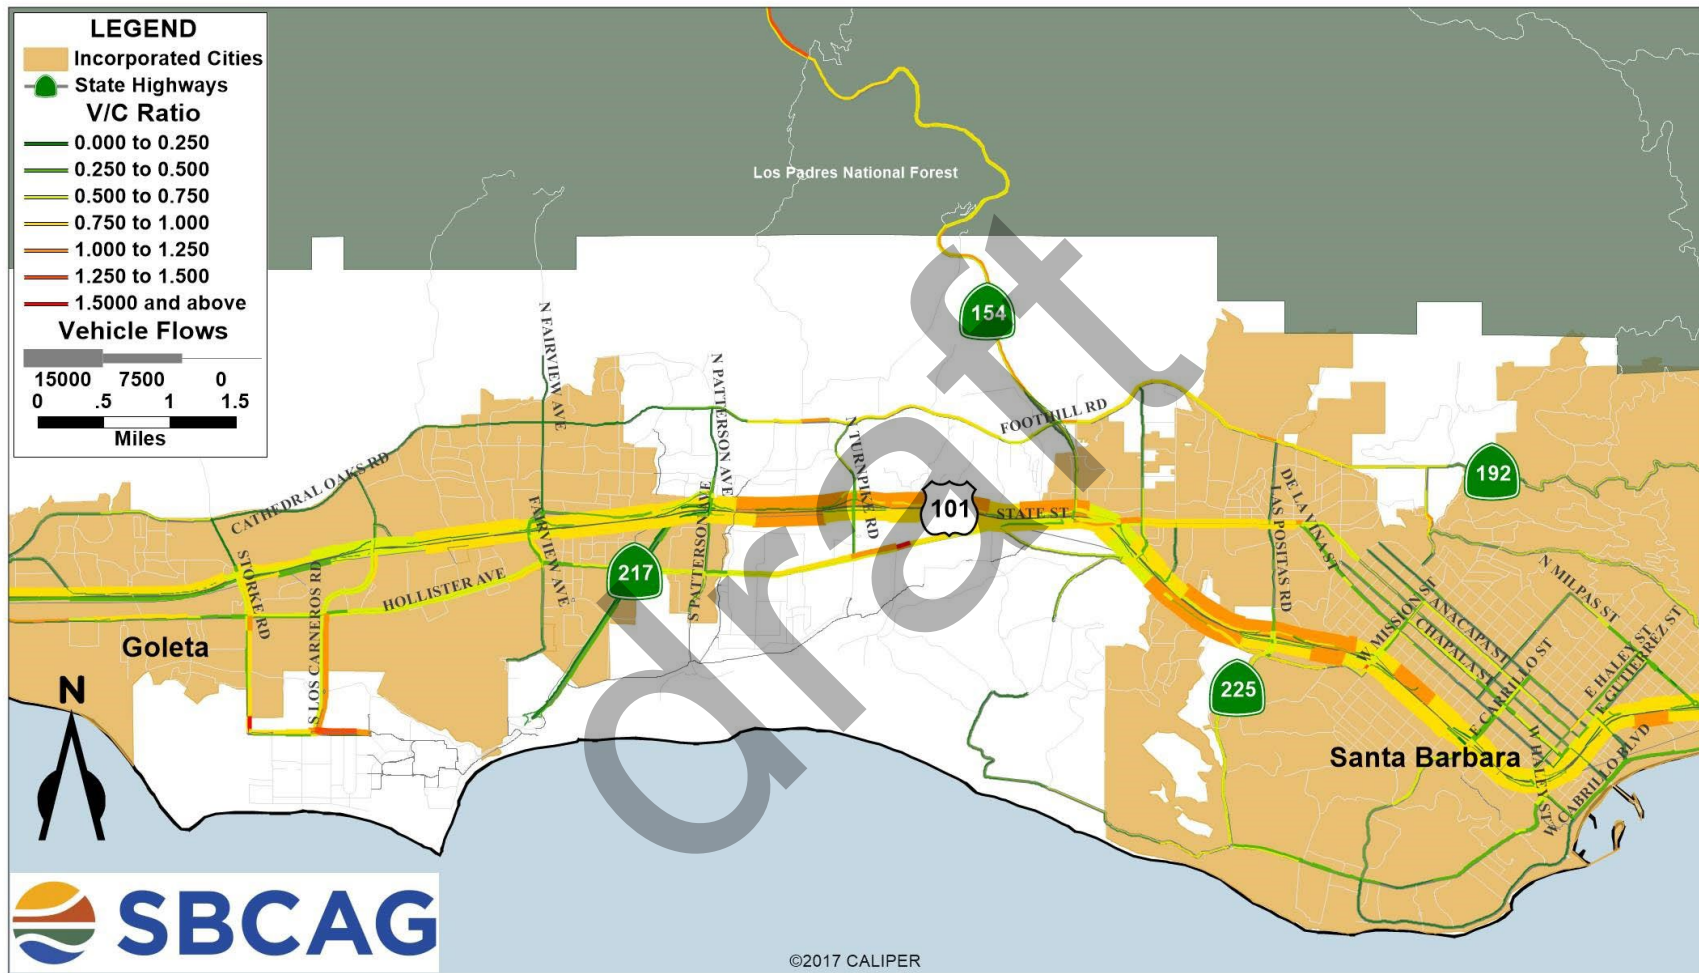 LEGEND
Incorporated Cities
State Highways
V/C Ratio
0.000 to 0.250
0.250 to 0.500
0.500 to 0.750
0.750 to 1.000
1.000 to 1.250
1.250 to 1.500
1.5000 and above
Vehicle Flows
15000 7500 0
0 .5 1 1.5
Miles
Los Padres National Forest
154
N FAIRVIEW AVE
N PATTERSON AVE
N TURNPIKE RD
FOOTHILL RD
192
CATHEDRAL OAKS RD
DE LA VINA ST
LAS POSITAS RD
101
STATE ST
FAIRVIEW AVE
FAIRVIEW AVE
S PATTERSON AVE
217
STORKE RD
S LOS CARNEROS RD
HOLLISTER AVE
N MILPAS ST
W MISSION ST
ANACAPA ST
CHAPALA ST
E CARRILLO ST
E HALEY ST
E GUTIERREZ ST
225
Goleta
N
Santa Barbara
W HALEY ST
W CABRILLO BLVD
draft
SBCAG
©2017 CALIPER